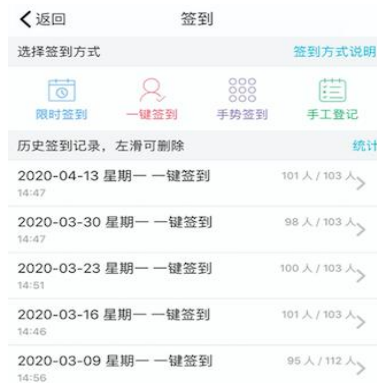 返回 签到
选择签到方式 签到方式说明
限时签到 一键签到 手势签到 手工登记
历史签到记录，左滑可删除 统计
2020-04-13 星期一 一键签到 101 人 / 103 人
14:47
2020-03-30 星期一 一键签到 98 人 / 103 人
14:47
2020-03-23 星期一 一键签到 100 人 / 103 人
14:51
2020-03-16 星期一 一键签到 101 人 / 103 人
14:46
2020-03-09 星期一 一键签到 95 人 / 112 人
14:56